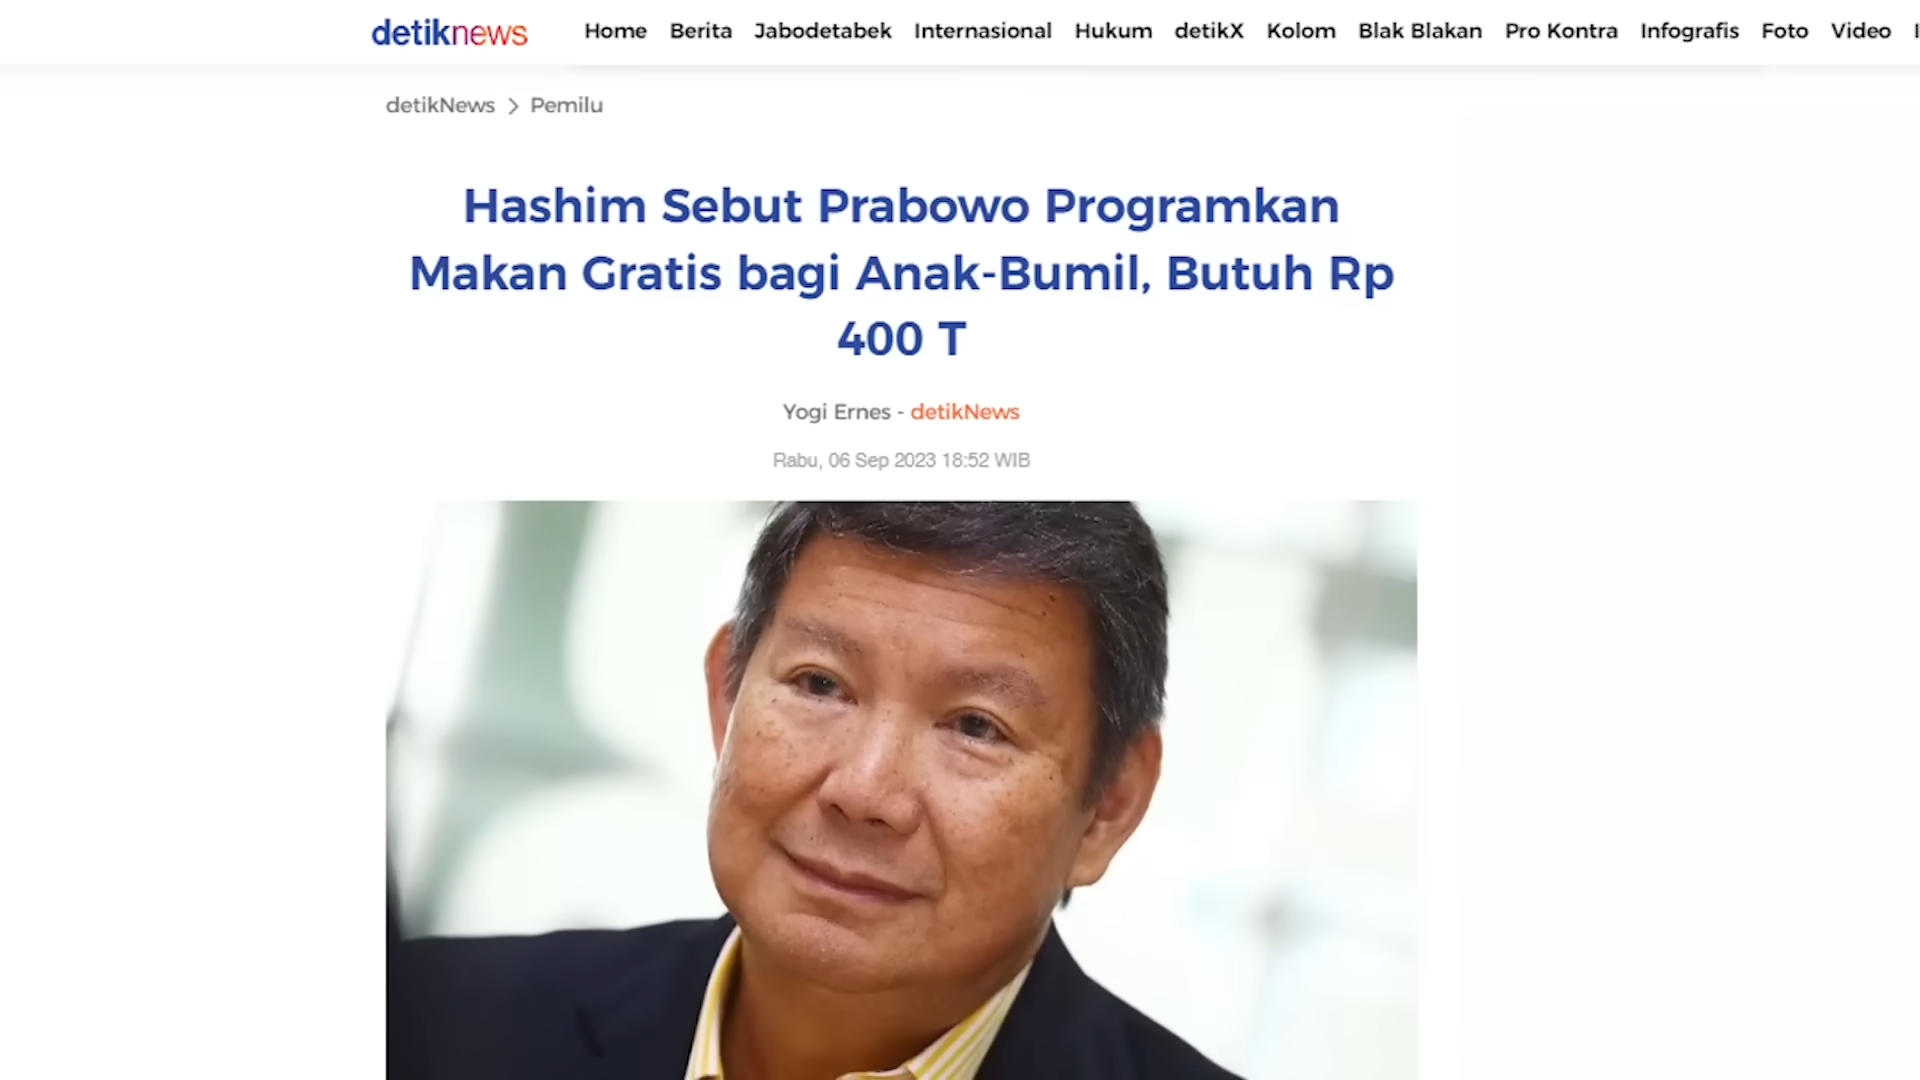 detiknews Home Berita Jabodetabek Internasional Hukum detikX Kolom Blak Blakan Pro Kontra Infografis Foto Video
detikNews > Pemilu
Hashim Sebut Prabowo Programkan
Makan Gratis bagi Anak-Bumil, Butuh Rp
400 T
Yogi Ernes - detikNews
Rabu, 06 Sep 2023 18:52 WIB